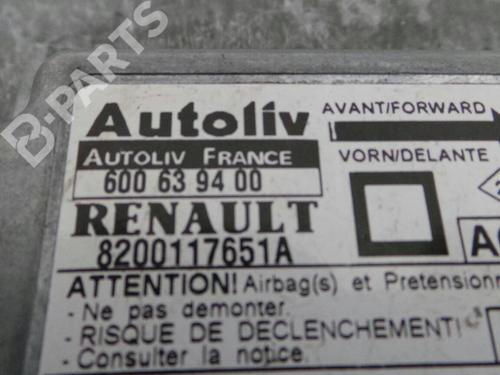 B-PARTS
Autoliv
AVANT/FORWARD
AUTOLIV FRANCE
VORN/DELANTE
600 63 94 00
RENAULT
8200117651A
ATTENTION! Airbag(s) et Pretension
- Ne pas demonter.
- RISQUE DE DECLENCHEMENT!
- Consulter la notice.